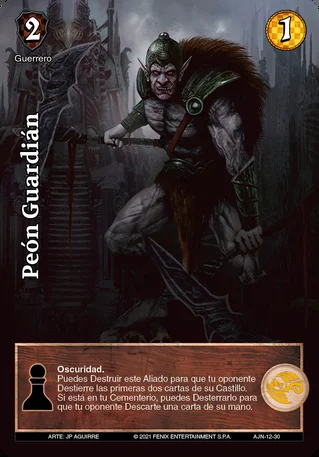 2
1
Guerrero
Peón Guardián
Oscuridad.
Puedes Destruir este Aliado para que tu oponente
Destierre las primeras dos cartas de su Castillo.
Si está en tu Cementerio, puedes Desterrarlo para
que tu oponente Descarte una carta de su mano.
ARTE: JP AGUIRRE © 2021 FENIX ENTERTAINMENT S.P.A. AJN-12-30